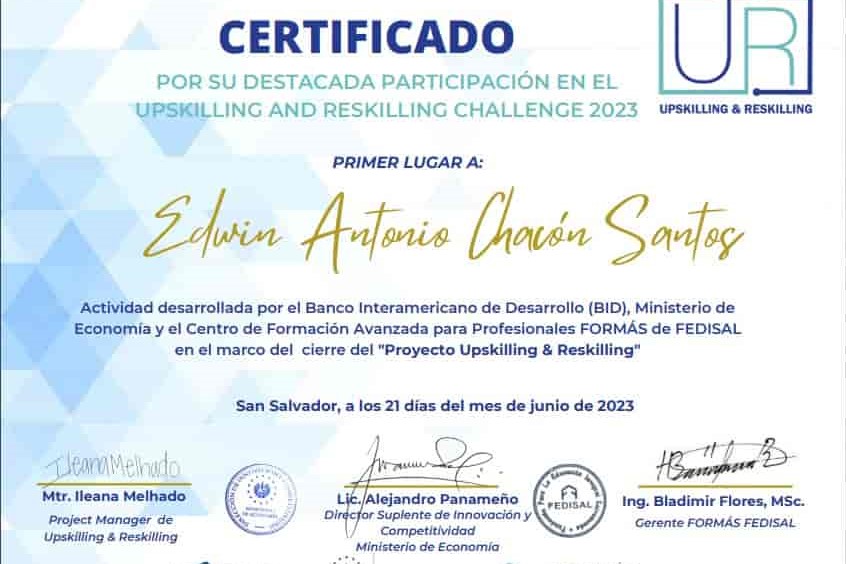 CERTIFICADO
POR SU DESTACADA PARTICIPACIÓN EN EL
UPSKILLING AND RESKILLING CHALLENGE 2023
UR
UPSKILLING & RESKILLING
PRIMER LUGAR A:
Edwin Antonio Chacón Santos
Actividad desarrollada por el Banco Interamericano de Desarrollo (BID), Ministerio de
Economía y el Centro de Formación Avanzada para Profesionales FORMÁS de FEDISAL
en el marco del cierre del "Proyecto Upskilling & Reskilling"
San Salvador, a los 21 días del mes de junio de 2023
IleanaMelhado
Mtr. Ileana Melhado
Project Manager de
Upskilling & Reskilling
Lic. Alejandro Panameño
Director Suplente de Innovación y
Competitividad
Ministerio de Economía
FEDISAL
Ing. Bladimir Flores, MSc.
Gerente FORMÁS FEDISAL